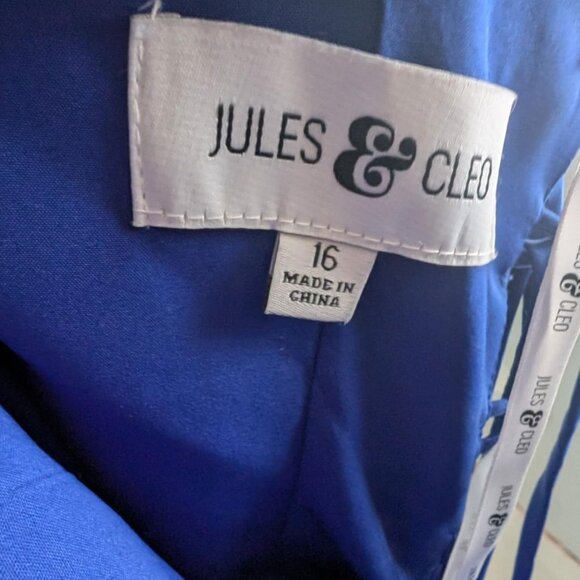 JULES & CLEO
16
MADE IN
CHINA
& CLEO
JULES & CLEO
JULES &